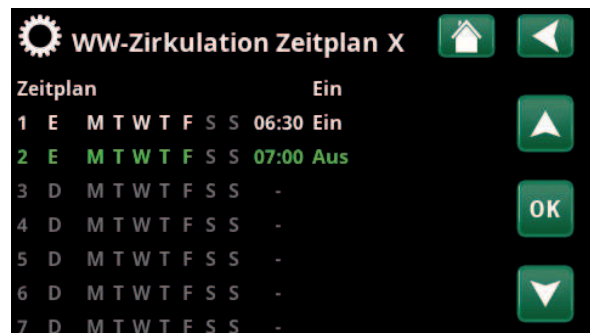 WW-Zirkulation Zeitplan X
Zeitplan Ein
1 E M T W T F S S 06:30 Ein
2 E M T W T F S S 07:00 Aus
3 D M T W T F S S -
4 D M T W T F S S -
OK
5 D M T W T F S S -
6 D M T W T F S S -
7 D M T W T F S S -